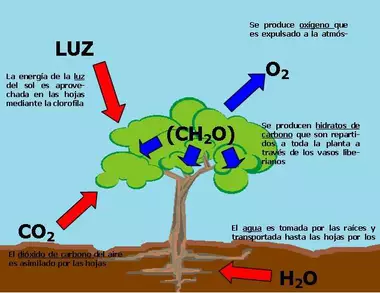 Se produce oxígeno que
es expulsado a la atmós-
LUZ
O2
La energía de la luz
del sol es aprove-
chada en las hojas
mediante la clorofila
(CH2O)
Se producen hidratos de
carbono que son reparti-
dos a toda la planta a
través de los vasos libe-
rianos
CO2
El agua es tomada por las raíces y
transportada hasta las hojas por los
El dióxido de carbono del aire
es asimilado por las hojas
H2O